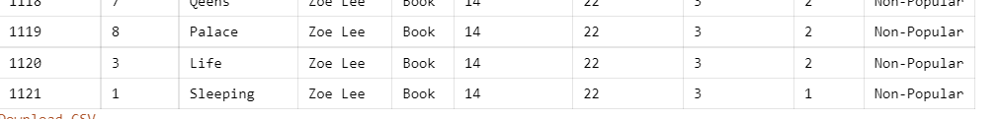 1118 7 Qeens Zoe Lee Book 14 22 3 2 Non-Popular
1119 8 Palace Zoe Lee Book 14 22 3 2 Non-Popular
1120 3 Life Zoe Lee Book 14 22 3 2 Non-Popular
1121 1 Sleeping Zoe Lee Book 14 22 3 1 Non-Popular
Download CSV